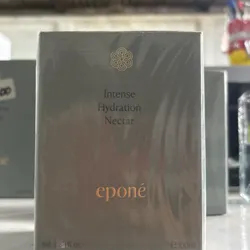 Intense
Hydration
Nectar
eponé